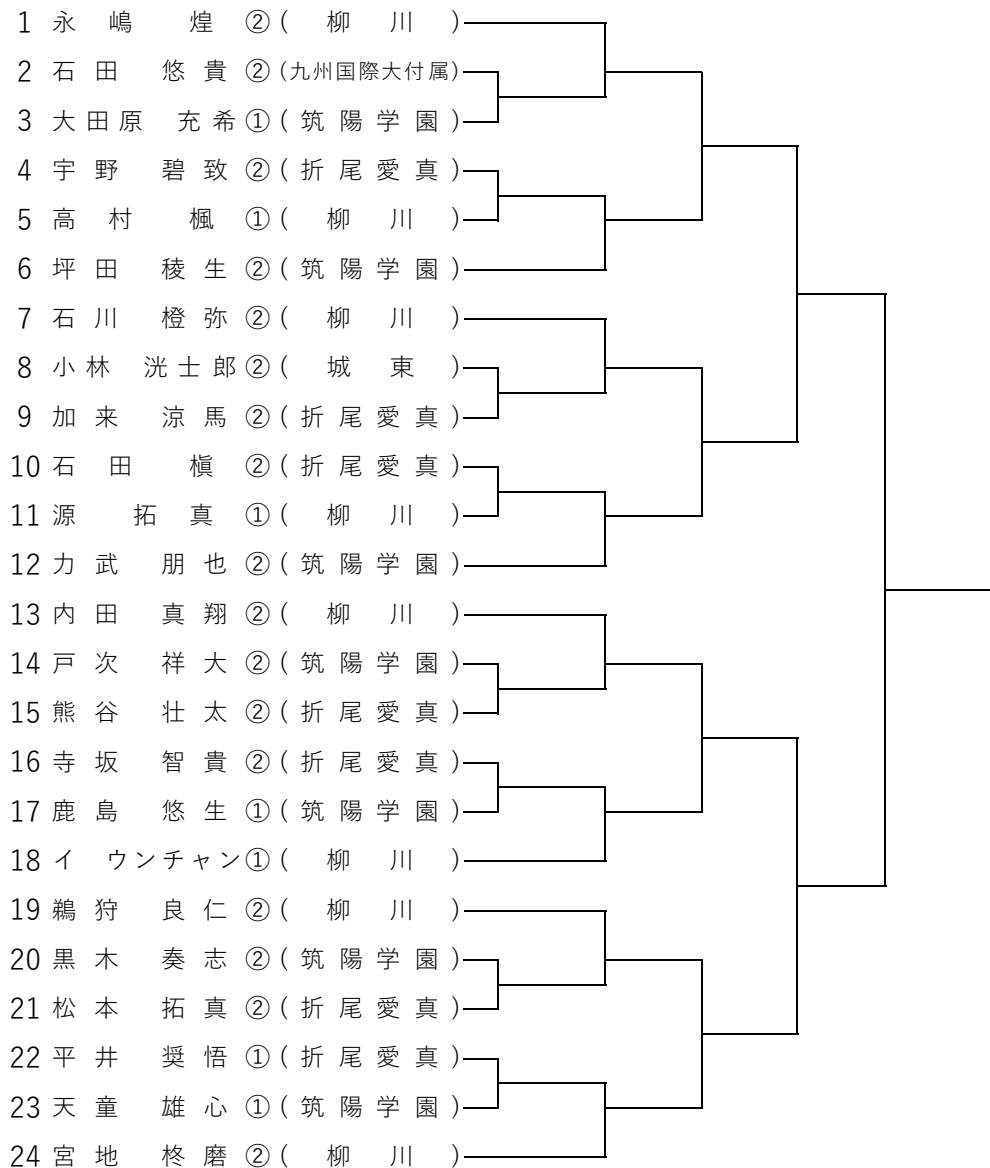 1 永嶋 煌 ② ( 柳川 )
2 石田 悠貴 ② (九州国際大付属)
3 大田原 充希 ① ( 筑陽学園 )
4 宇野 碧致 ② ( 折尾愛真 )
5 高村 楓 ① ( 柳川 )
6 坪田 稜生 ② ( 筑陽学園 )
7 石川 橙弥 ② ( 柳川 )
8 小林 洸士郎 ② ( 城東 )
9 加来 涼馬 ② ( 折尾愛真 )
10 石田 槇 ② ( 折尾愛真 )
11 源 拓真 ① ( 柳川 )
12 力武 朋也 ② ( 筑陽学園 )
13 内田 真翔 ② ( 柳川 )
14 戸次 祥大 ② ( 筑陽学園 )
15 熊谷 壮太 ② ( 折尾愛真 )
16 寺坂 智貴 ② ( 折尾愛真 )
17 鹿島 悠生 ① ( 筑陽学園 )
18 イ ウンチャン ① ( 柳川 )
19 鵜狩 良仁 ② ( 柳川 )
20 黒木 奏志 ② ( 筑陽学園 )
21 松本 拓真 ② ( 折尾愛真 )
22 平井 奨悟 ① ( 折尾愛真 )
23 天童 雄心 ① ( 筑陽学園 )
24 宮地 柊磨 ② ( 柳川 )